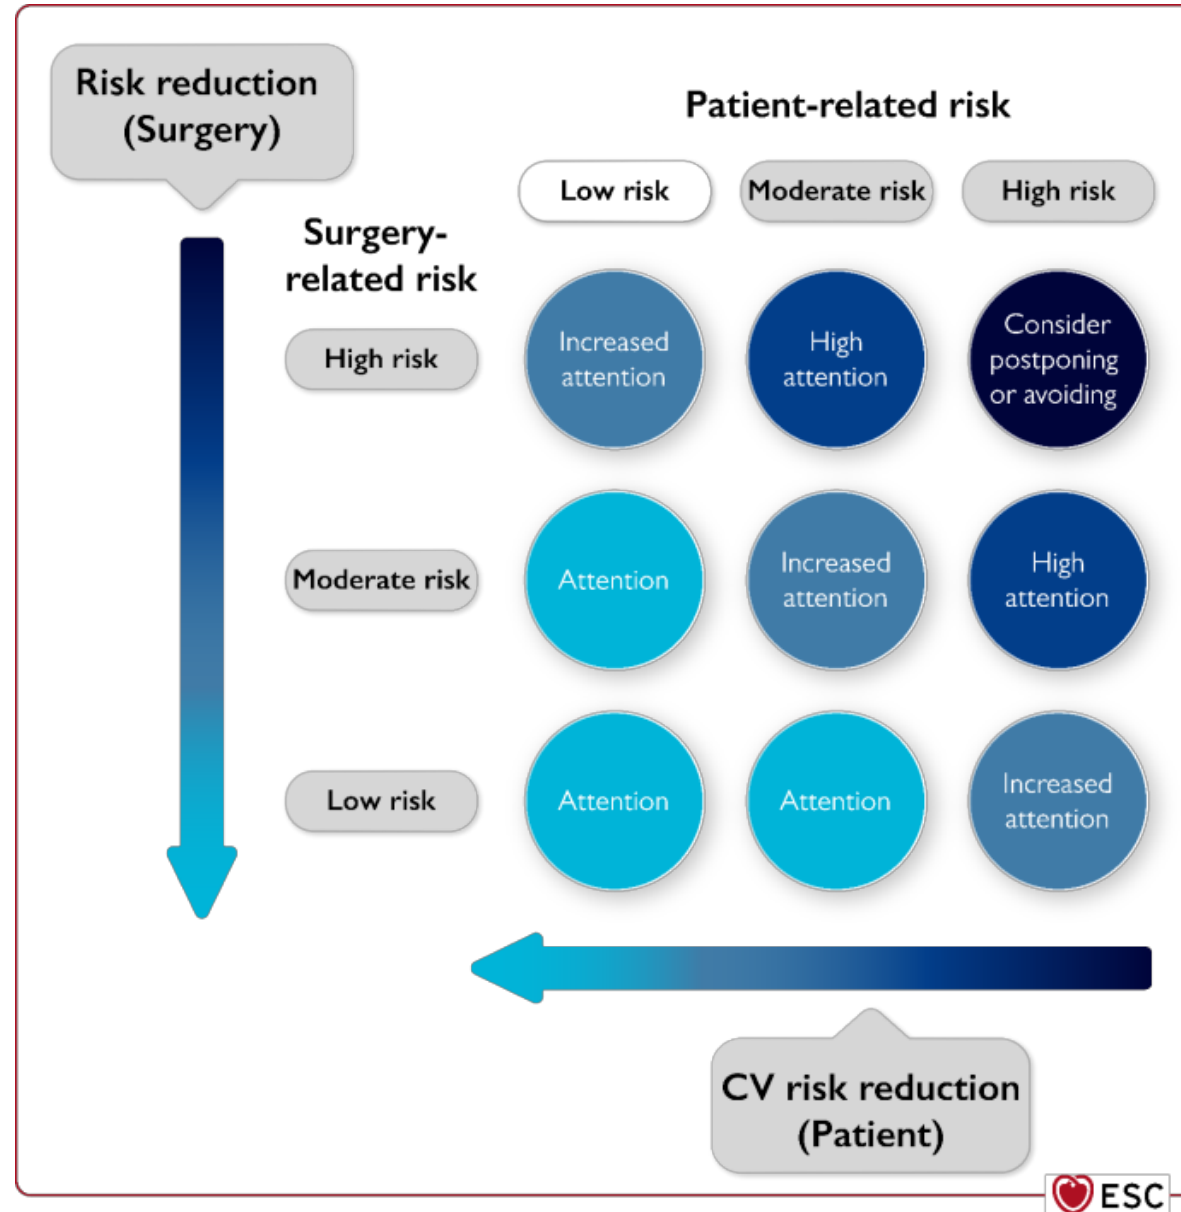 Risk reduction
(Surgery)
Patient-related risk
Low risk
Moderate risk
High risk
Surgery-
related risk
High risk
Increased
attention
High
attention
Consider
postponing
or avoiding
Moderate risk
Attention
Increased
attention
High
attention
Low risk
Attention
Attention
Increased
attention
CV risk reduction
(Patient)
ESC